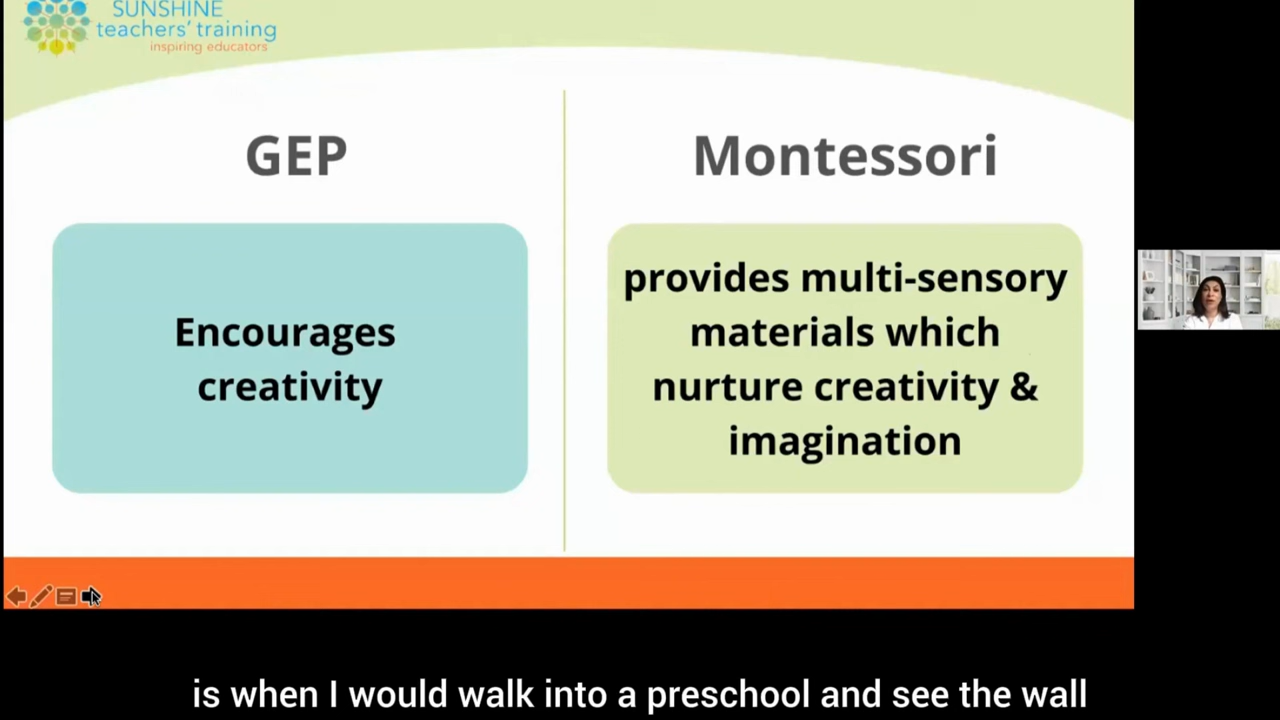 SUNSHINE
teachers' training
inspiring educators
GEP
Montessori
Encourages
creativity
provides multi-sensory
materials which
nurture creativity &
imagination
is when I would walk into a preschool and see the wall